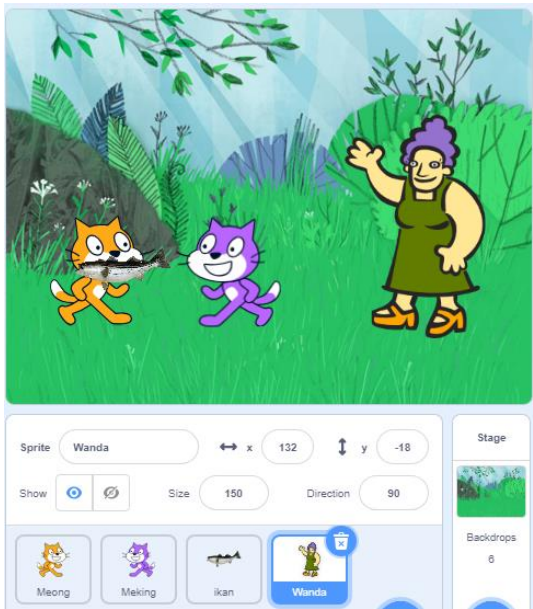 Sprite Wanda x 132 y -18
Stage
Show Size 150 Direction 90
Backdrops
6
Meong Meking ikan Wanda